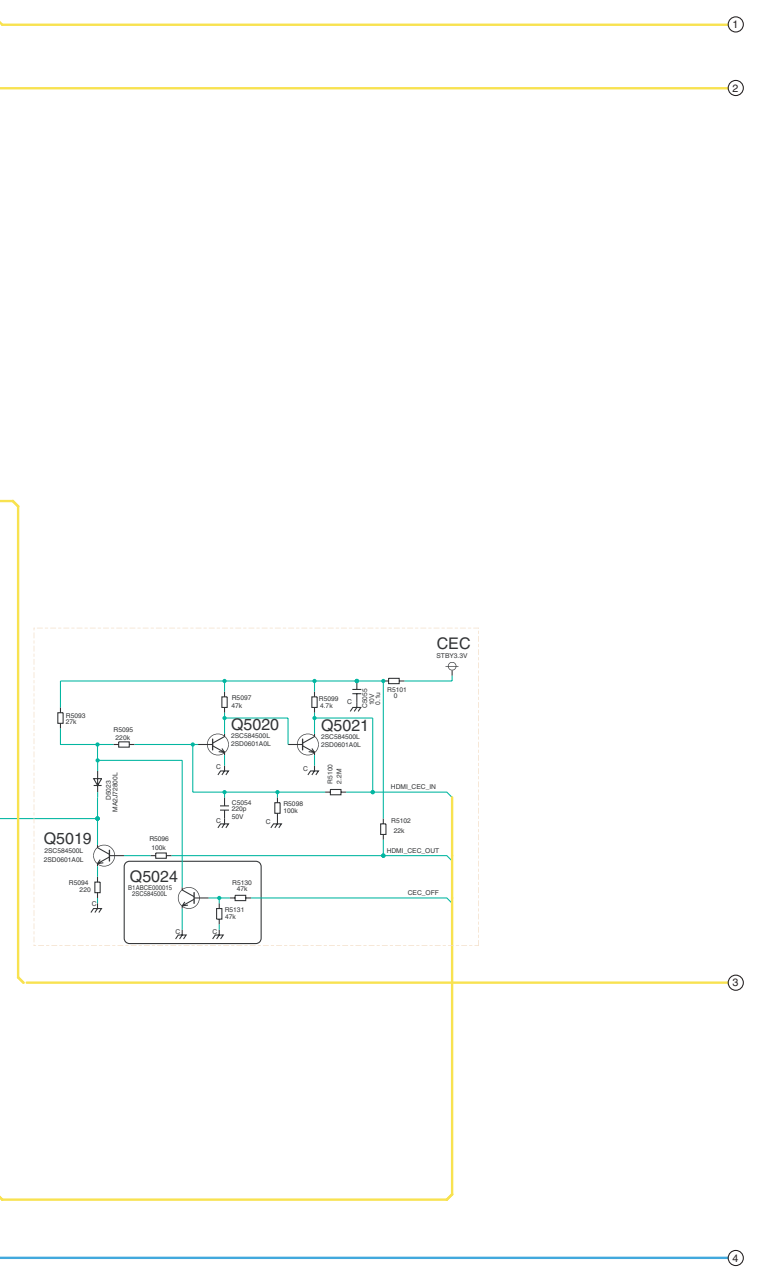 1
2
CEC
STBY3.3V
R5101
0
R5097
47k
R5099
4.7k
C
C5055
10V
0.1u
R5093
27k
R5095
220k
Q5020
2SC584500L
2SD0601A0L
Q5021
2SC584500L
2SD0601A0L
C
C
R5100
2.2M
D5023
MA2J72800L
HDMI_CEC_IN
C5054
220p
50V
C
R5098
100k
C
R5102
22k
Q5019
2SC584500L
2SD0601A0L
R5096
100k
HDMI_CEC_OUT
R5094
220
C
Q5024
B1ABCE000015
2SC584500L
R5130
47k
CEC_OFF
R5131
47k
C
C
3
4